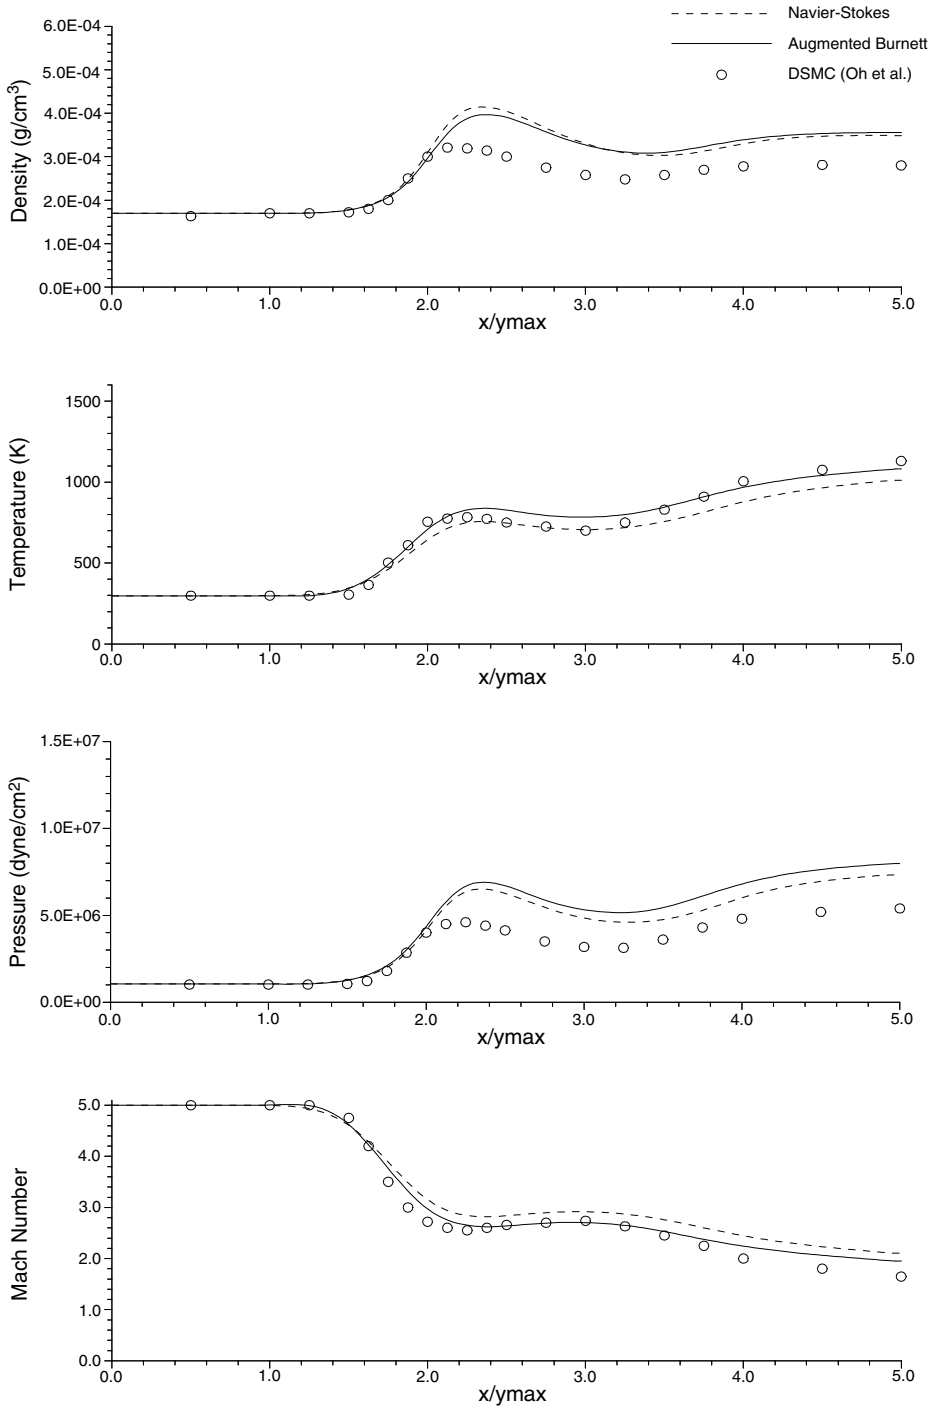 Navier-Stokes
Augmented Burnett
DSMC (Oh et al.)
6.0E-04
5.0E-04
4.0E-04
3.0E-04
2.0E-04
1.0E-04
0.0E+00
Density (g/cm3)
0.0 1.0 2.0 3.0 4.0 5.0
x/ymax
1500
1000
500
0
Temperature (K)
0.0 1.0 2.0 3.0 4.0 5.0
x/ymax
1.5E+07
1.0E+07
5.0E+06
0.0E+00
Pressure (dyne/cm2)
0.0 1.0 2.0 3.0 4.0 5.0
x/ymax
5.0
4.0
3.0
2.0
1.0
0.0
Mach Number
0.0 1.0 2.0 3.0 4.0 5.0
x/ymax